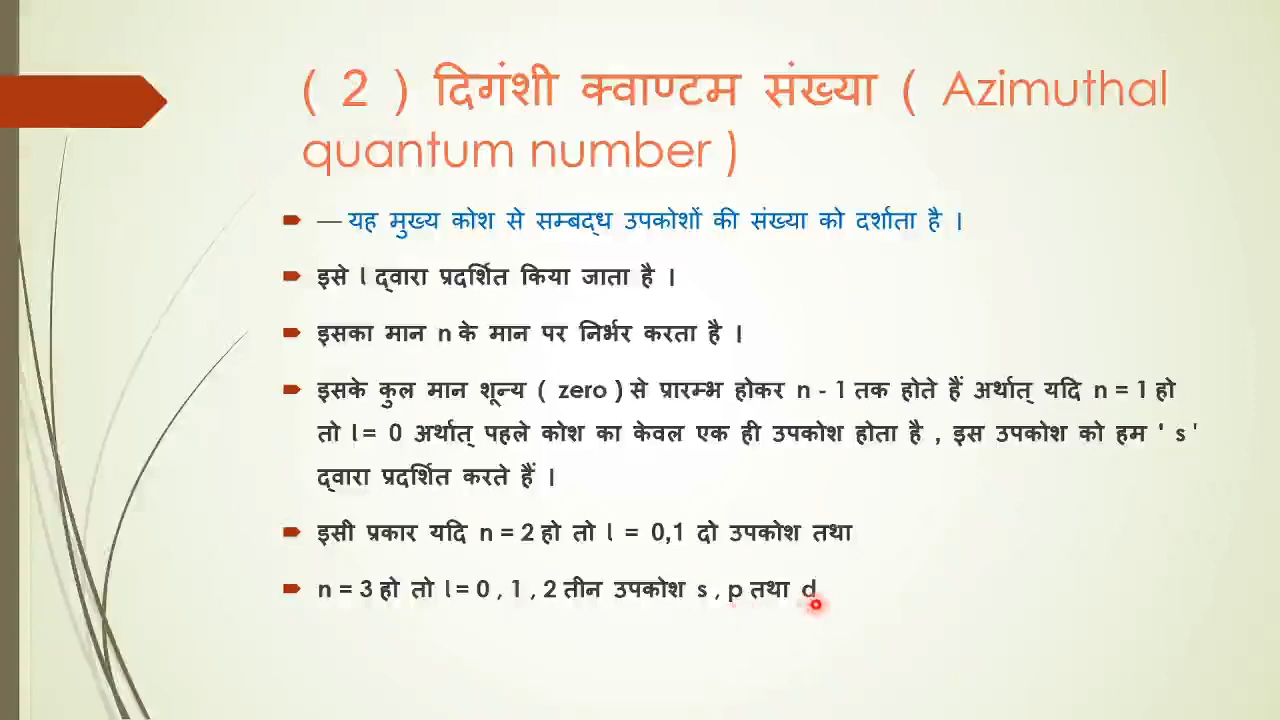 ( 2 ) दिगंशी क्वाण्टम संख्या ( Azimuthal
quantum number )
— यह मुख्य कोश से सम्बद्ध उपकोशों की संख्या को दर्शाता है ।
इसे l द्वारा प्रदर्शित किया जाता है ।
इसका मान n के मान पर निर्भर करता है ।
इसके कुल मान शून्य ( zero ) से प्रारम्भ होकर n - 1 तक होते हैं अर्थात् यदि n = 1 हो
तो l = 0 अर्थात् पहले कोश का केवल एक ही उपकोश होता है , इस उपकोश को हम ' s '
द्वारा प्रदर्शित करते हैं ।
इसी प्रकार यदि n = 2 हो तो l = 0,1 दो उपकोश तथा
n = 3 हो तो l = 0 , 1 , 2 तीन उपकोश s , p तथा d